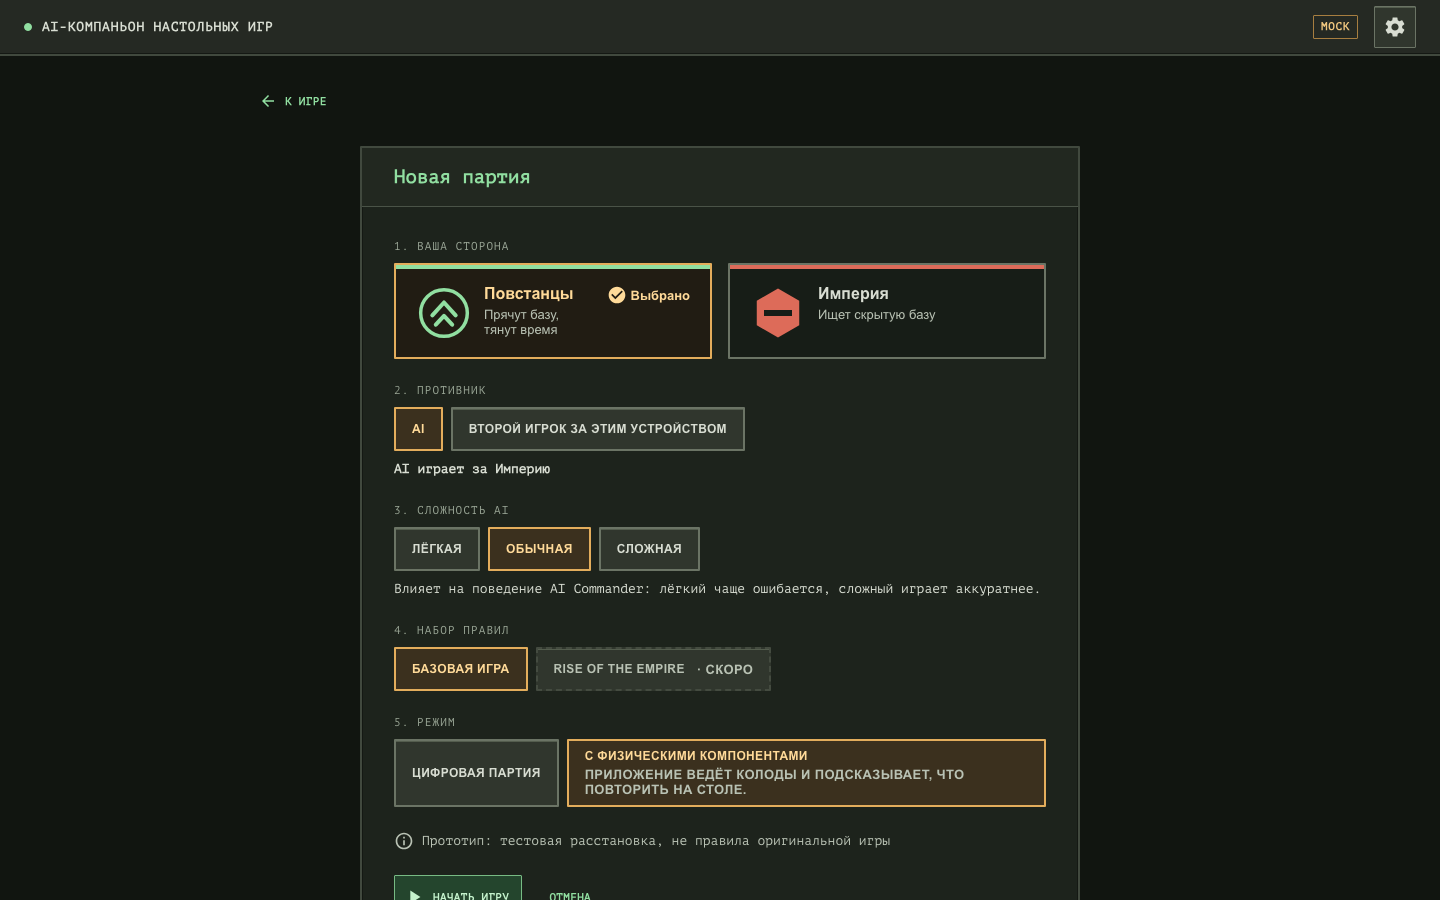 AI-КОМПАНЬОН НАСТОЛЬНЫХ ИГР
МОСК
К ИГРЕ
Новая партия
1. ВАША СТОРОНА
Повстанцы
Выбрано
Прячут базу,
тянут время
Империя
Ищет скрытую базу
2. ПРОТИВНИК
AI
ВТОРОЙ ИГРОК ЗА ЭТИМ УСТРОЙСТВОМ
AI играет за Империю
3. СЛОЖНОСТЬ AI
ЛЁГКАЯ
ОБЫЧНАЯ
СЛОЖНАЯ
Влияет на поведение AI Commander: лёгкий чаще ошибается, сложный играет аккуратнее.
4. НАБОР ПРАВИЛ
БАЗОВАЯ ИГРА
RISE OF THE EMPIRE · СКОРО
5. РЕЖИМ
ЦИФРОВАЯ ПАРТИЯ
С ФИЗИЧЕСКИМИ КОМПОНЕНТАМИ
ПРИЛОЖЕНИЕ ВЕДЁТ КОЛОДЫ И ПОДСКАЗЫВАЕТ, ЧТО
ПОВТОРИТЬ НА СТОЛЕ.
Прототип: тестовая расстановка, не правила оригинальной игры
НАЧАТЬ ИГРУ
ОТМЕНА